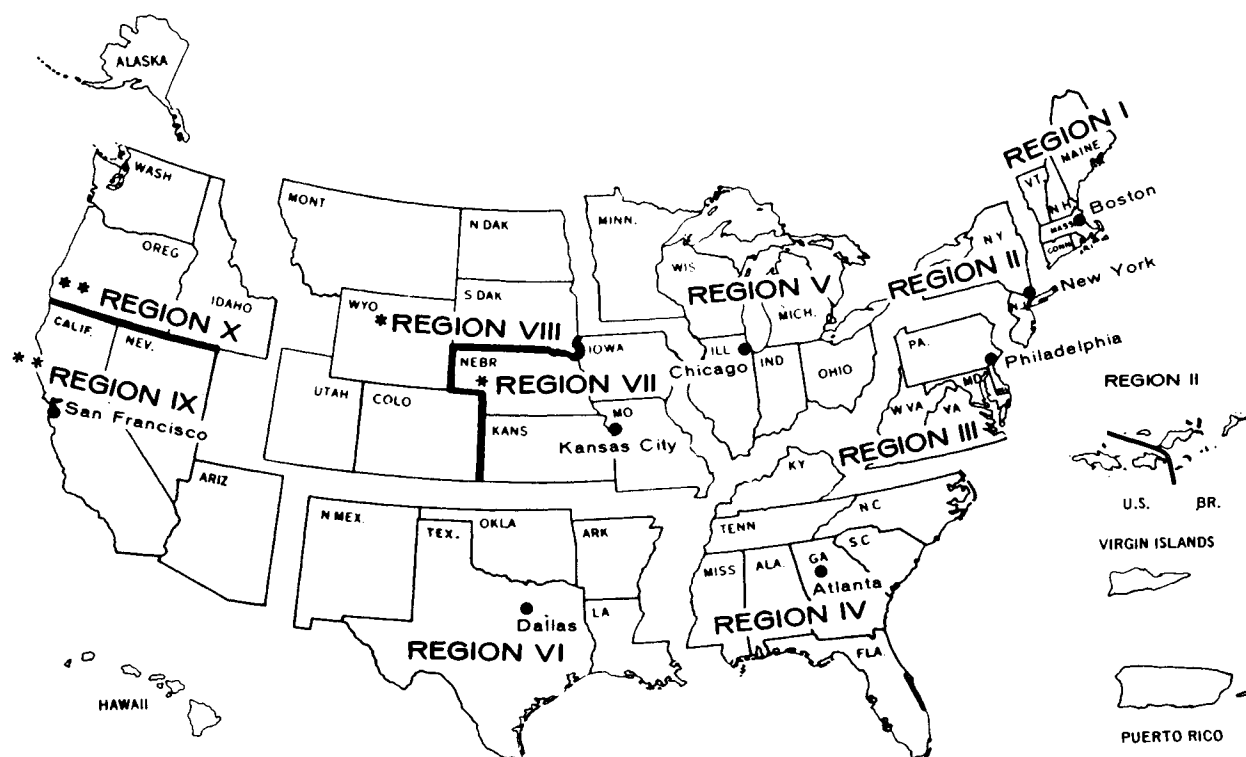 ALASKA
REGION I
MAINE
VT.
N.H.
Boston
MASS
CONN
R.I.
WASH
MONT
N DAK
MINN.
OREG
N Y
REGION II
New York
N.J.
WIS
REGION V
MICH.
IDAHO
** REGION X
WYO
S DAK
*REGION VIII
CALIF.
NEV.
IOWA
ILL
Chicago
IND
OHIO
PA.
Philadelphia
MD
NEBR
* REGION VII
** REGION IX
San Francisco
UTAH
COLO
KANS
MO
Kansas City
W VA
VA
REGION III
REGION II
KY
ARIZ
N MEX.
TEX.
OKLA
ARK
TENN
N C
S C
U.S. BR.
VIRGIN ISLANDS
MISS
ALA.
GA
Atlanta
LA
Dallas
REGION VI
REGION IV
FLA.
HAWAII
PUERTO RICO